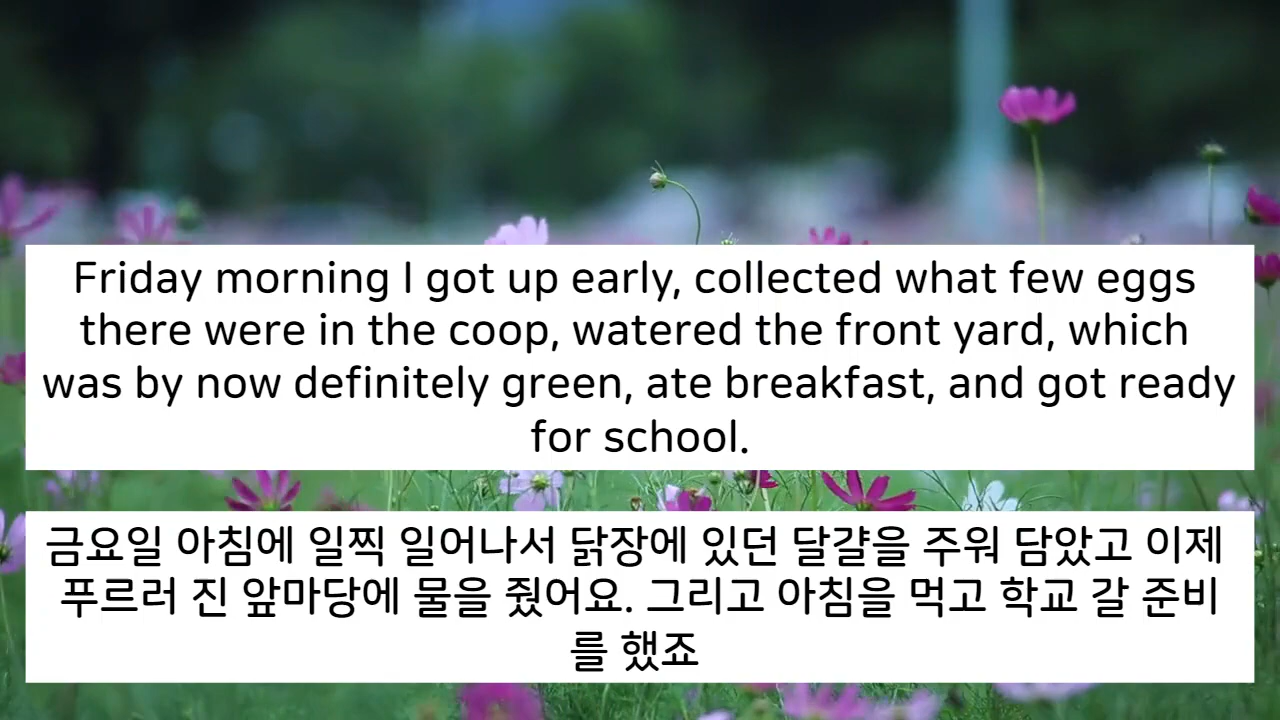 Friday morning I got up early, collected what few eggs
there were in the coop, watered the front yard, which
was by now definitely green, ate breakfast, and got ready
for school.
금요일 아침에 일찍 일어나서 닭장에 있던 달걀을 주워 담았고 이제
푸르러 진 앞마당에 물을 줬어요. 그리고 아침을 먹고 학교 갈 준비
를 했죠